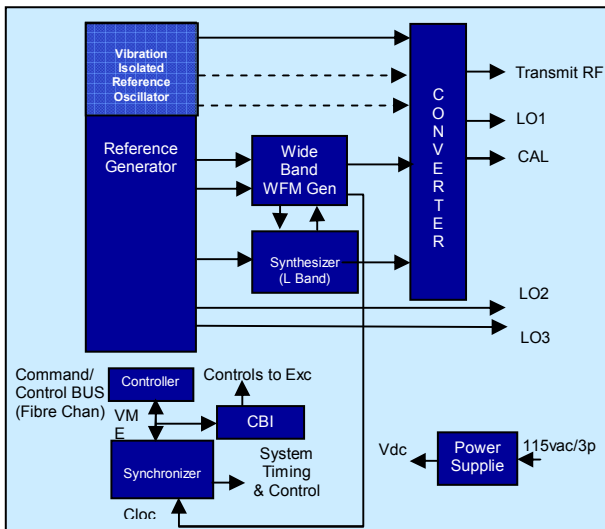 Vibration
Isolated
Reference
Oscillator
Reference
Generator
Wide
Band
WFM Gen
Synthesizer
(L Band)
CONVERTER
Transmit RF
LO1
CAL
LO2
LO3
Command/
Control BUS
(Fibre Chan)
Controller
VM
E
Controls to Exc
CBI
Synchronizer
System
Timing
& Control
Cloc
Vdc
Power
Supplie
115vac/3p